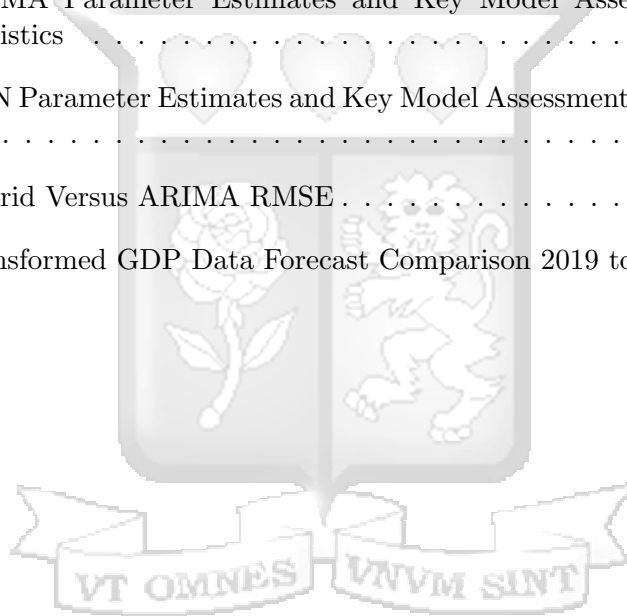 MA Parameter Estimates and Key Model Asse
istics . . . . . . . . . . . . . . . . . . . .
N Parameter Estimates and Key Model Assessment
. . . . . . . . . . . . . . . . . . . . . . . .
rid Versus ARIMA RMSE . . . . . . . . . . .
nsformed GDP Data Forecast Comparison 2019 to
VT OMNES VNVM SINT